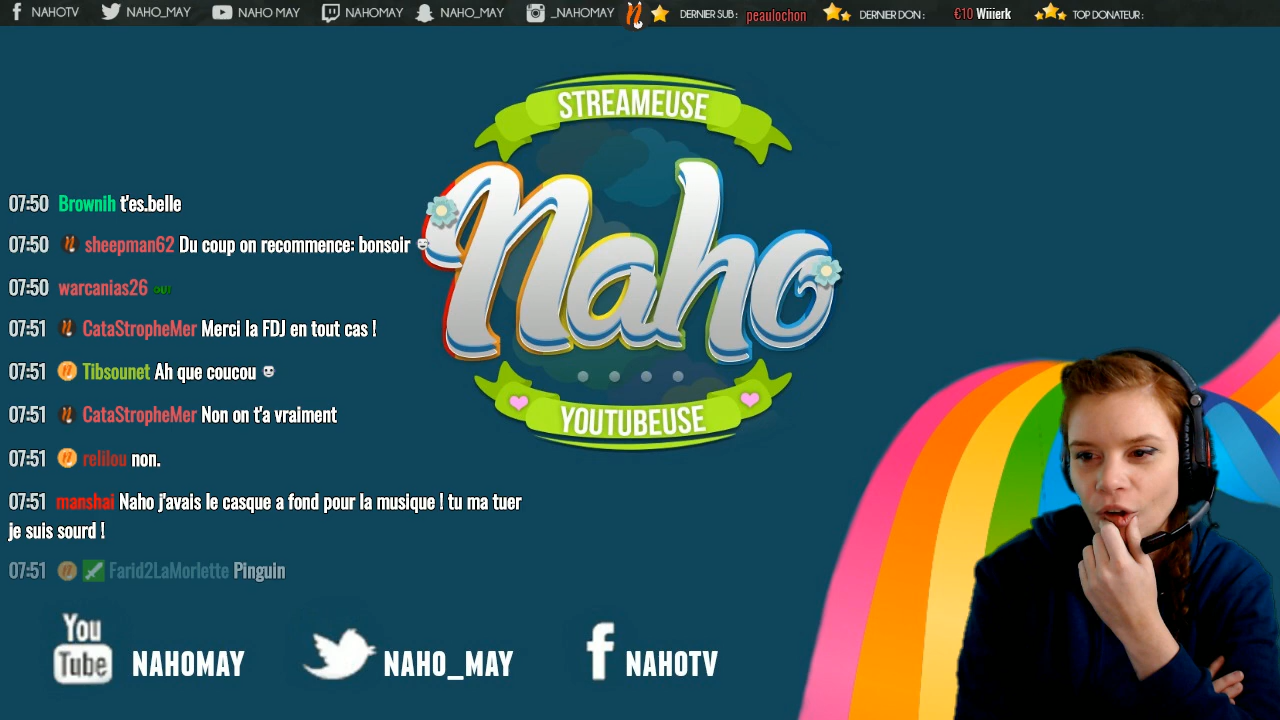 NAHOTV NAHO_MAY NAHO MAY NAHOMAY NAHO_MAY _NAHOMAY DERNIER SUB : peaulochon DERNIER DON : €10 Wiiierk TOP DONATEUR :
STREAMEUSE
Naho
YOUTUBEUSE
07:50 Brownih t'es.belle
07:50 sheepman62 Du coup on recommence: bonsoir
07:50 warcanias26 OUI
07:51 CataStropheMer Merci la FDJ en tout cas !
07:51 Tibsounet Ah que coucou
07:51 CataStropheMer Non on t'a vraiment
07:51 relilou non.
07:51 manshai Naho j'avais le casque a fond pour la musique ! tu ma tuer
je suis sourd !
07:51 Farid2LaMorlette Pinguin
You Tube NAHOMAY NAHO_MAY NAHOTV